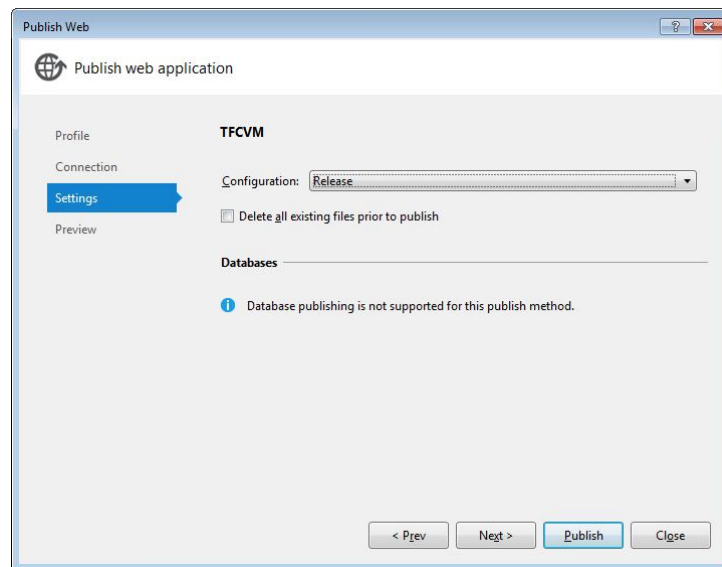 Publish Web
Publish web application
Profile
Connection
Settings
Preview
TFCVM
Configuration: Release
Delete all existing files prior to publish
Databases
Database publishing is not supported for this publish method.
< Prev Next > Publish Close